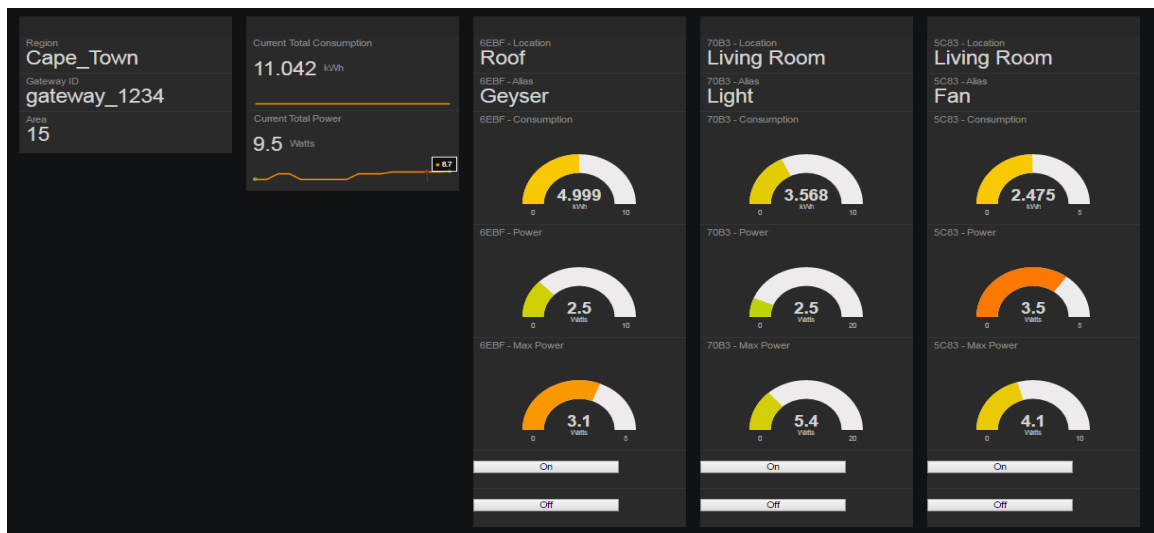 Region
Cape_Town
Gateway ID
gateway_1234
Area
15
Current Total Consumption
11.042 kWh
Current Total Power
9.5 Watts
8.7
6EBF - Location
Roof
6EBF - Alias
Geyser
6EBF - Consumption
4.999
kWh
0 10
6EBF - Power
2.5
Watts
0 10
6EBF - Max Power
3.1
Watts
0 5
On
Off
70B3 - Location
Living Room
70B3 - Alias
Light
70B3 - Consumption
3.568
kWh
0 10
70B3 - Power
2.5
Watts
0 20
70B3 - Max Power
5.4
Watts
0 20
On
Off
5C83 - Location
Living Room
5C83 - Alias
Fan
5C83 - Consumption
2.475
kWh
0 5
5C83 - Power
3.5
Watts
0 5
5C83 - Max Power
4.1
Watts
0 10
On
Off